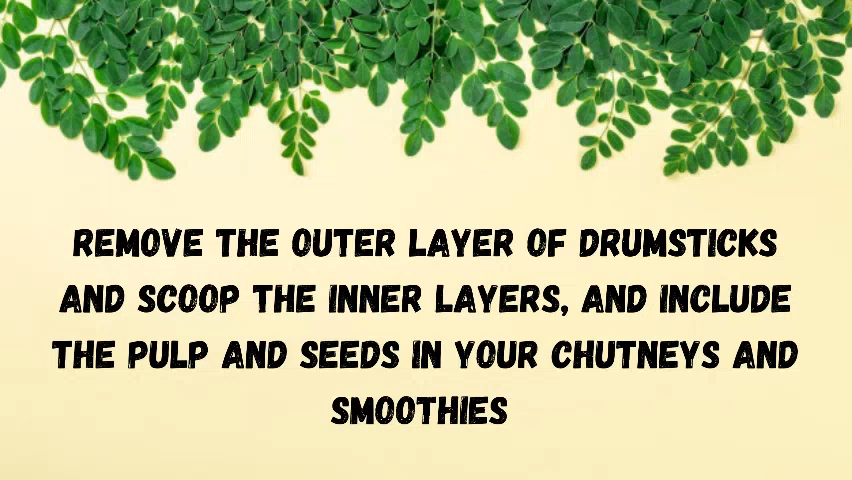 REMOVE THE OUTER LAYER OF DRUMSTICKS
AND SCOOP THE INNER LAYERS, AND INCLUDE
THE PULP AND SEEDS IN YOUR CHUTNEYS AND
SMOOTHIES